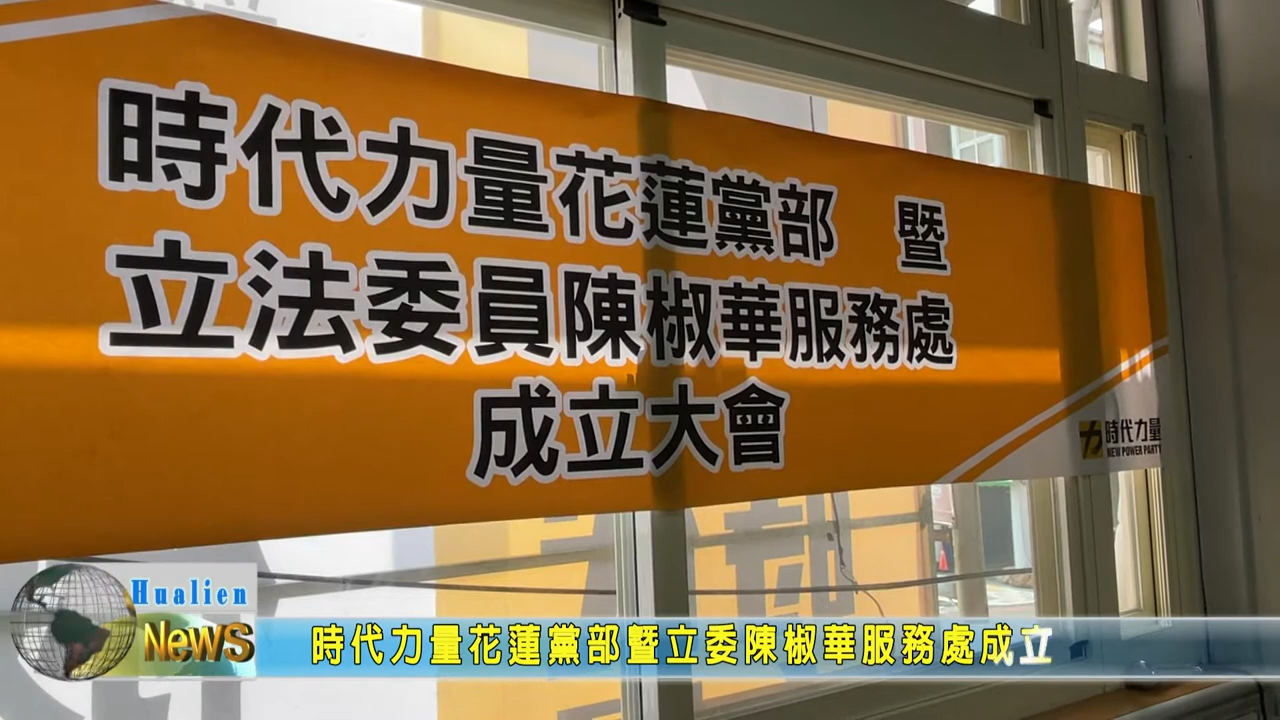 時代力量花蓮黨部 暨
立法委員陳椒華服務處
成立大會
時代力量
NEW POWER PARTY
Hualien
News
時代力量花蓮黨部暨立委陳椒華服務處成立